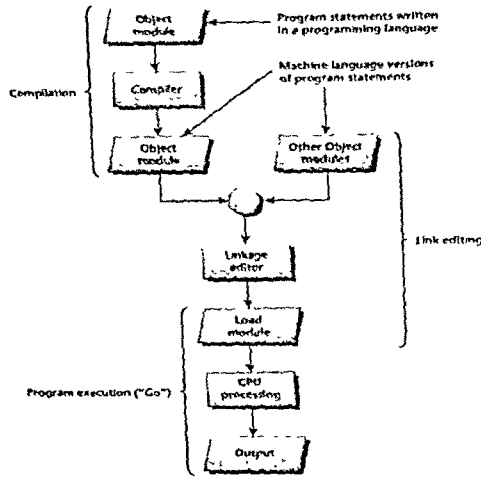 Object
module
Program statements written
in a programming language
Machine language versions
of program statements
Compilation
Compiler
Object
module
Other Object
modules
Link editing
Linkage
editor
Load
module
Program execution ("Go")
CPU
processing
Output